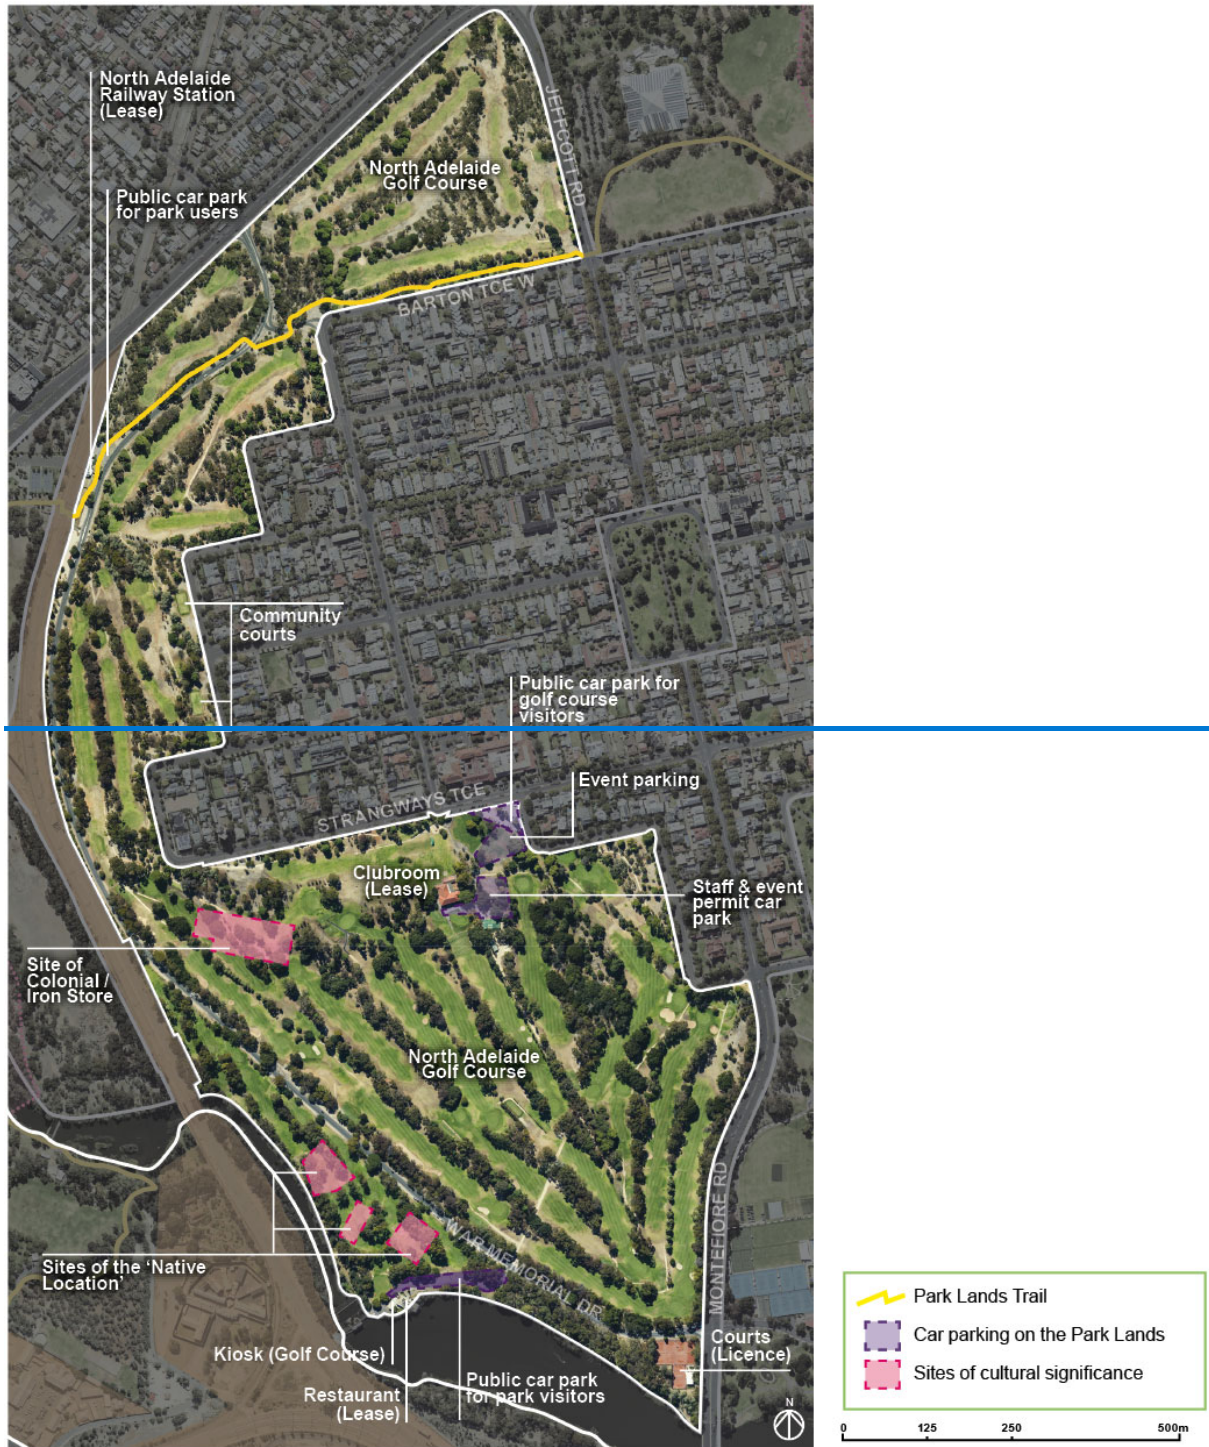 North Adelaide
Railway Station
(Lease)
JEFFCOTT RD
North Adelaide
Golf Course
Public car park
for park users
BARTON TCE W
Community
courts
Public car park for
golf course
visitors
Event parking
STRANGWAYS TCE
Clubroom
(Lease)
Staff & event
permit car
park
Site of
Colonial /
Iron Store
North Adelaide
Golf Course
MONTEFIORE RD
WAR MEMORIAL DR
Sites of the ‘Native
Location’
Kiosk (Golf Course)
Restaurant
(Lease)
Public car park
for park visitors
Courts
(Licence)
N
Park Lands Trail
Car parking on the Park Lands
Sites of cultural significance
0 125 250 500m